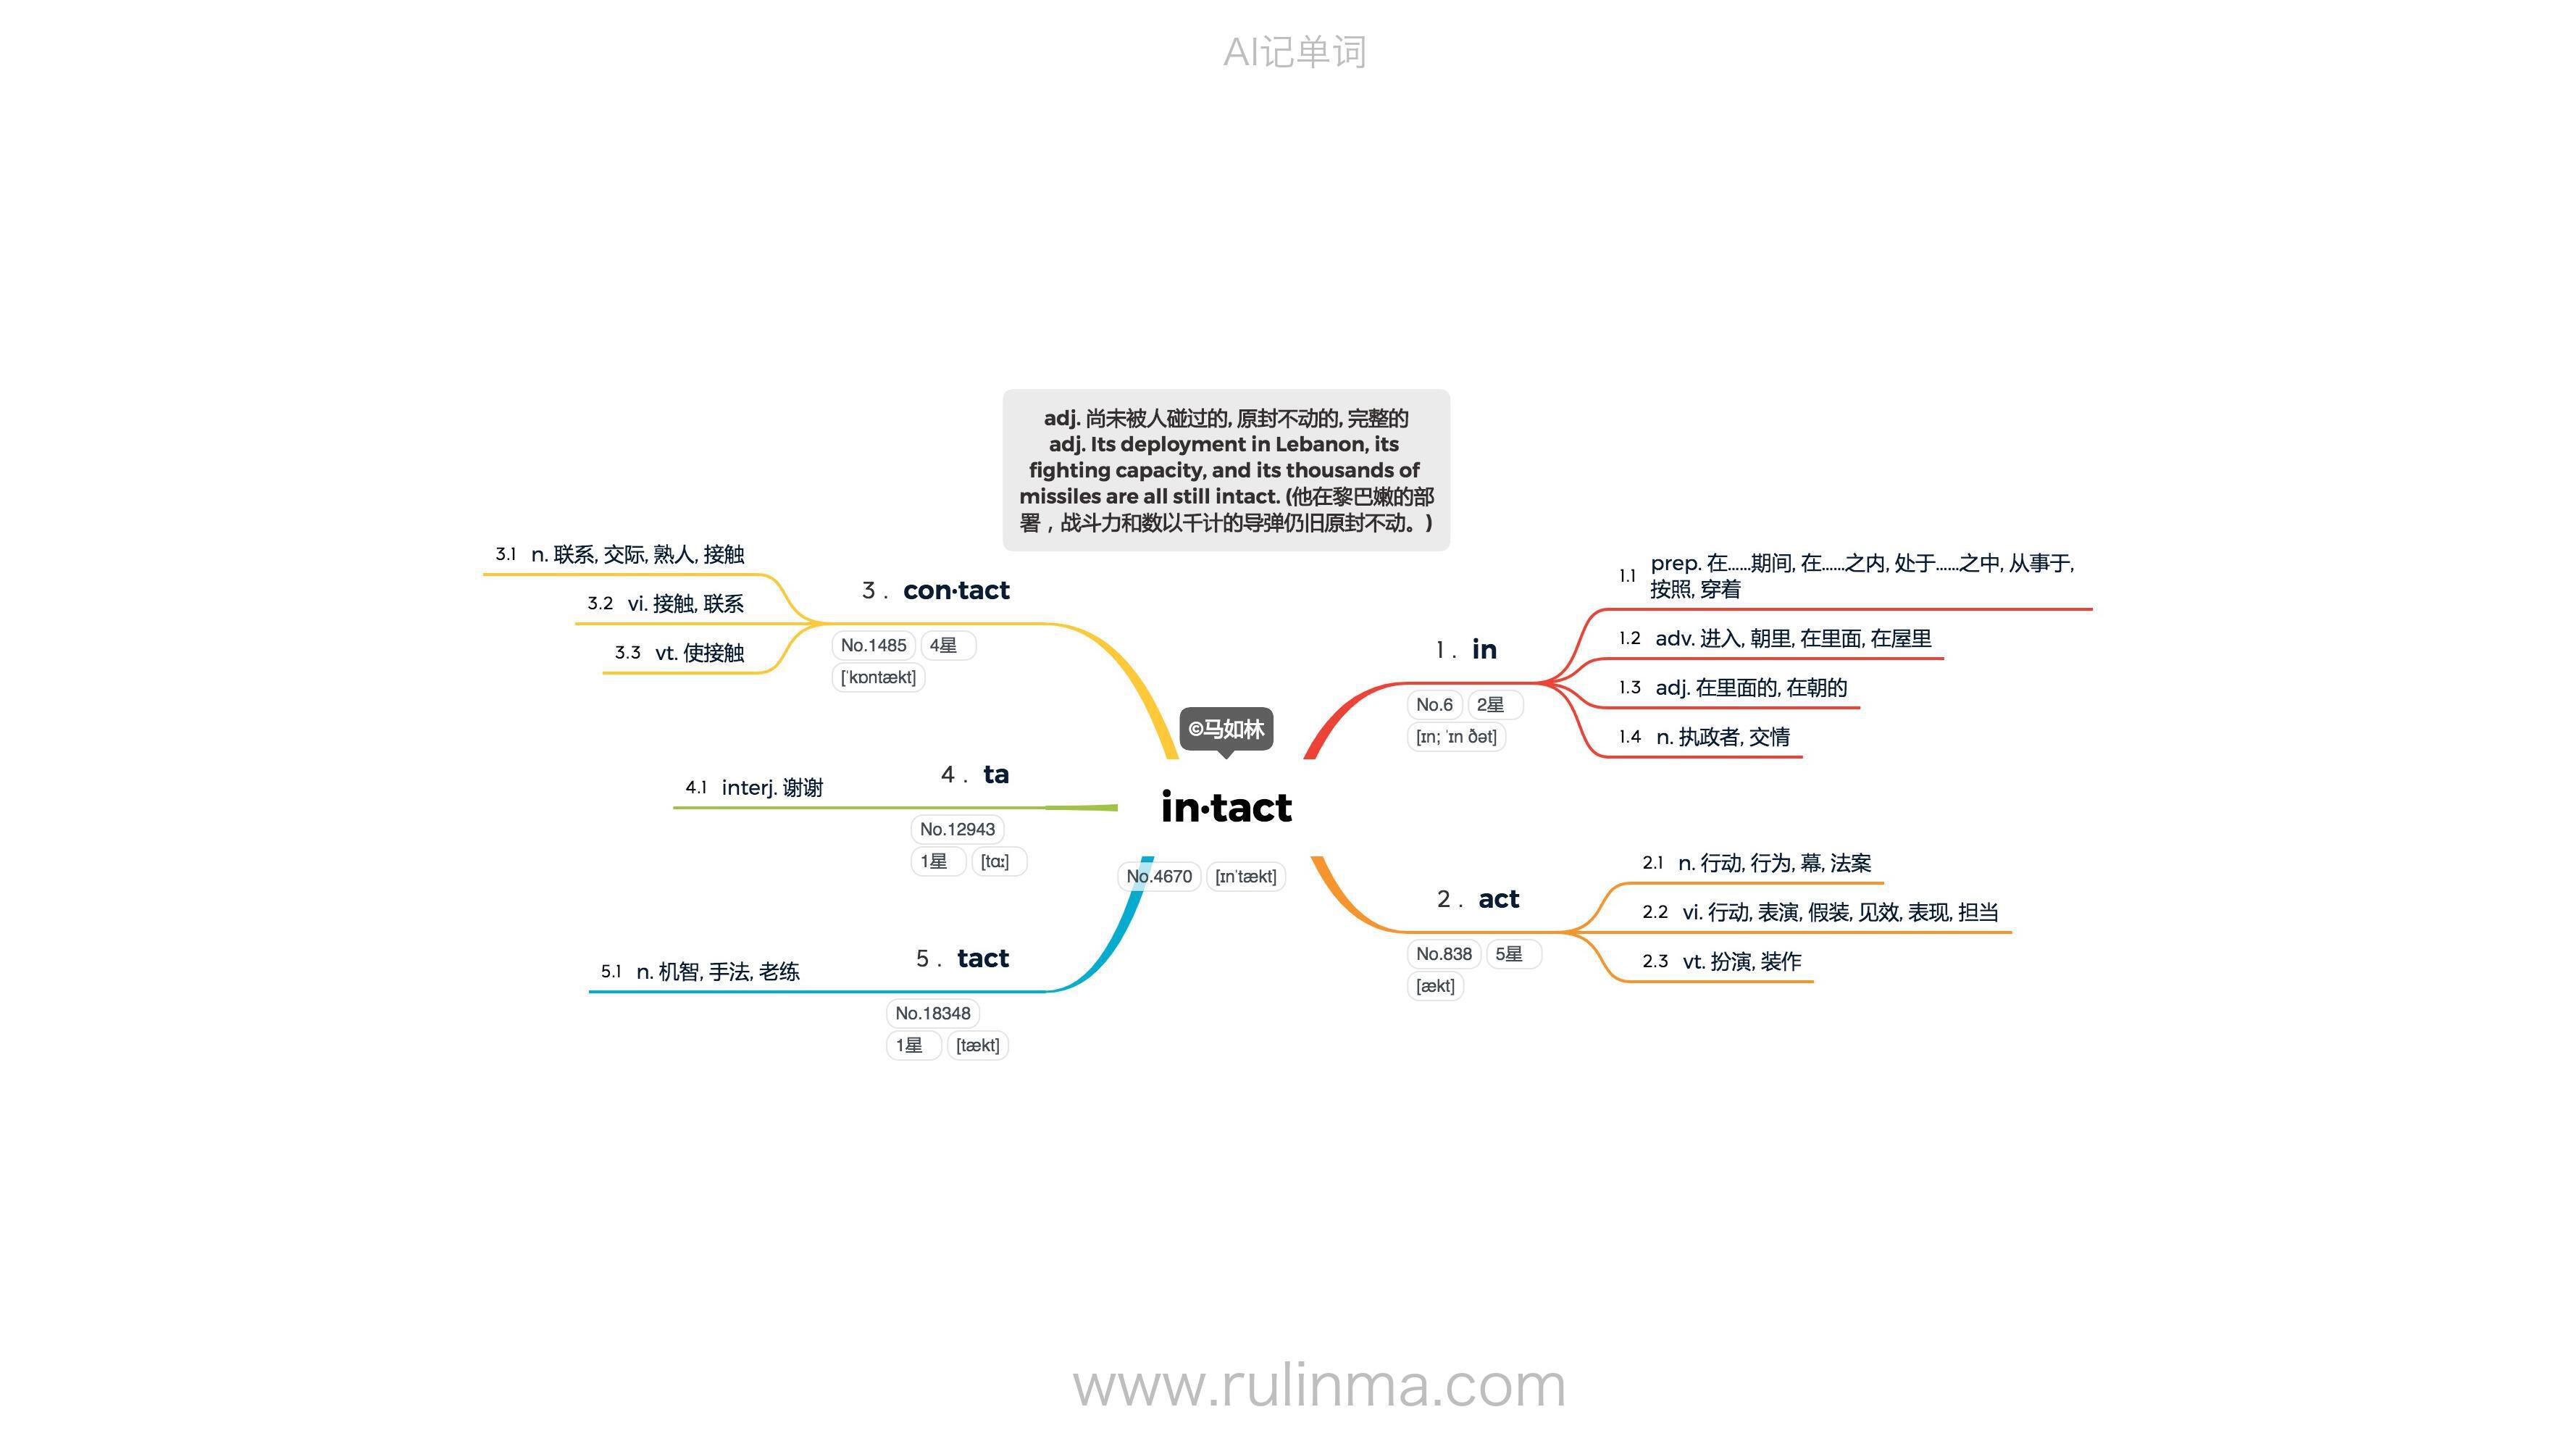 AI记单词
adj. 尚未被人碰过的, 原封不动的, 完整的
adj. Its deployment in Lebanon, its
fighting capacity, and its thousands of
missiles are all still intact. (他在黎巴嫩的部
署，战斗力和数以千计的导弹仍旧原封不动。)
©马如林
in·tact
No.4670 [ɪnˈtækt]
1. in
No.6 2星
[ɪn; ˈɪn ðət]
1.1 prep. 在……期间, 在……之内, 处于……之中, 从事于,
按照, 穿着
1.2 adv. 进入, 朝里, 在里面, 在屋里
1.3 adj. 在里面的, 在朝的
1.4 n. 执政者, 交情
2. act
No.838 5星
[ækt]
2.1 n. 行动, 行为, 幕, 法案
2.2 vi. 行动, 表演, 假装, 见效, 表现, 担当
2.3 vt. 扮演, 装作
3. con·tact
No.1485 4星
[ˈkɒntækt]
3.1 n. 联系, 交际, 熟人, 接触
3.2 vi. 接触, 联系
3.3 vt. 使接触
4. ta
No.12943
1星 [tɑː]
4.1 interj. 谢谢
5. tact
No.18348
1星 [tækt]
5.1 n. 机智, 手法, 老练
www.rulinma.com